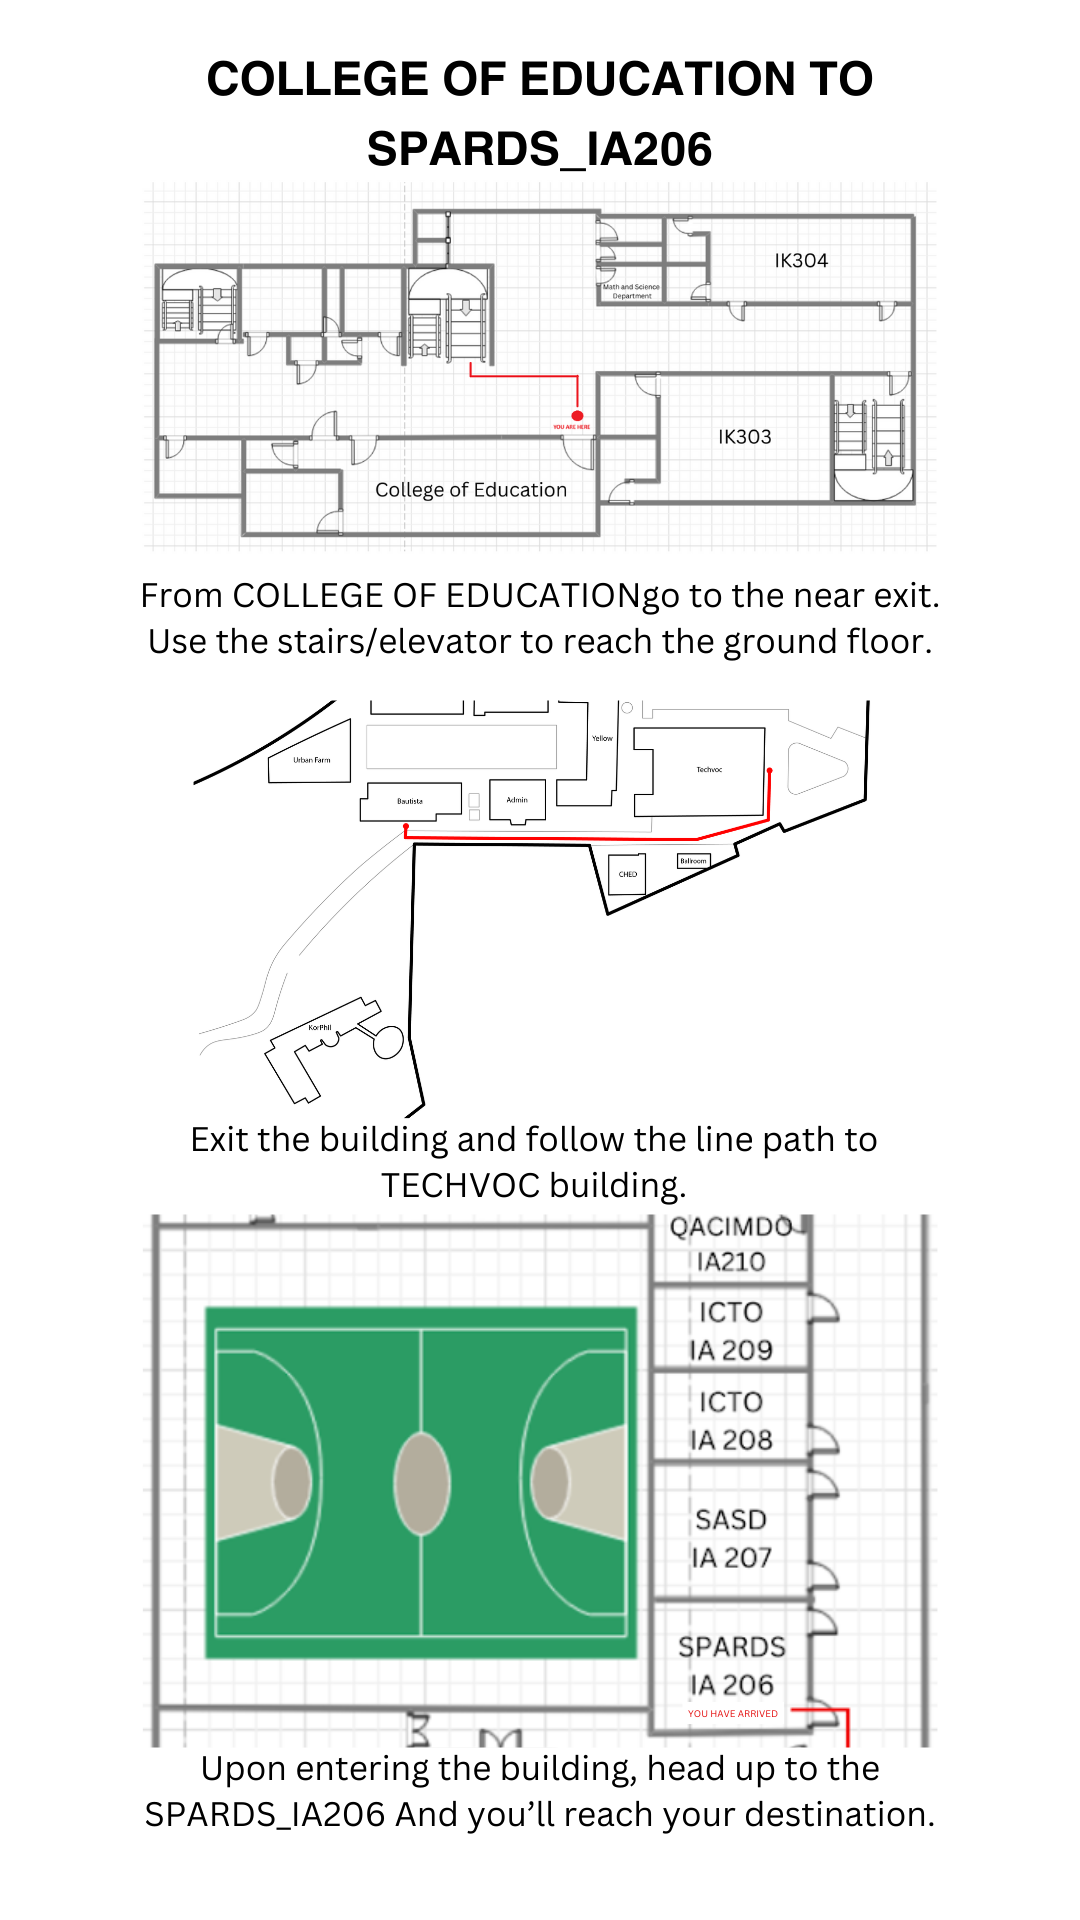 COLLEGE OF EDUCATION TO
SPARDS_IA206
IK304
Math and Science
Department
YOU ARE HERE
IK303
College of Education
From COLLEGE OF EDUCATIONgo to the near exit.
Use the stairs/elevator to reach the ground floor.
Urban Farm
Yellow
Techvoc
Bautista
Admin
CHED
Ballroom
KorPhil
Exit the building and follow the line path to
TECHVOC building.
QACIMDO
IA210
ICTO
IA 209
ICTO
IA 208
SASD
IA 207
SPARDS
IA 206
YOU HAVE ARRIVED
Upon entering the building, head up to the
SPARDS_IA206 And you’ll reach your destination.